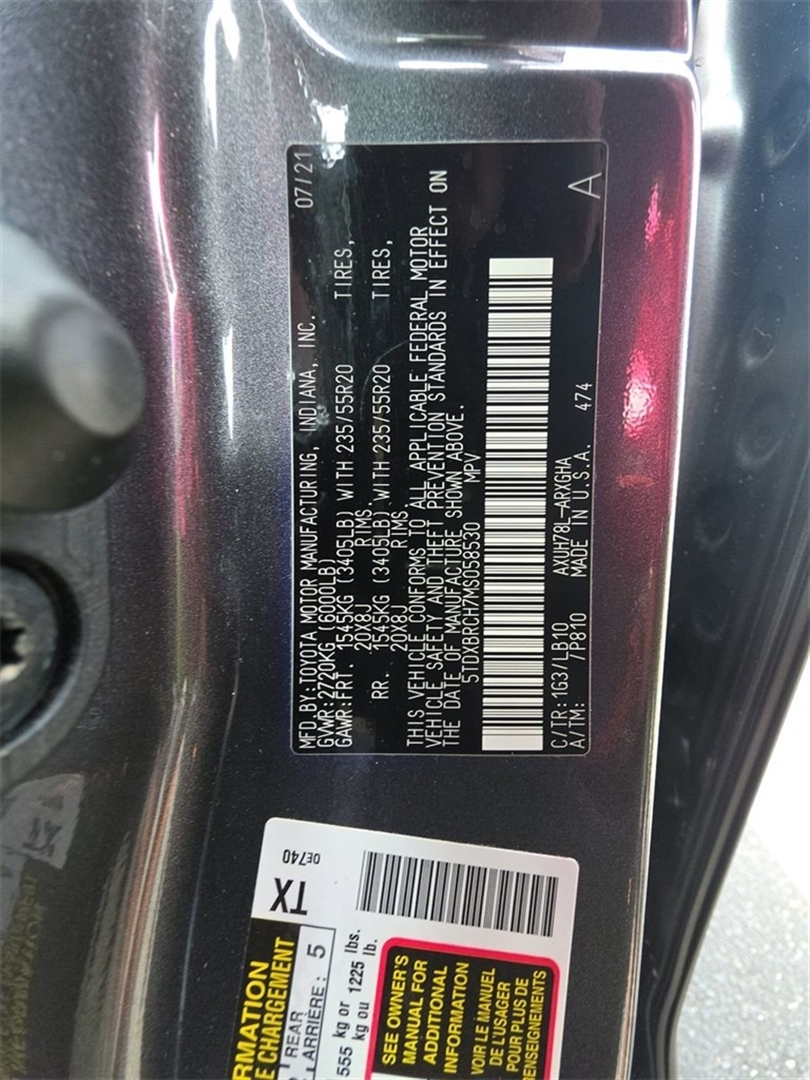 MFD.BY:TOYOTA MOTOR MANUFACTURING, INDIANA, INC. 07/21
GVWR:2720KG (6000LB)
GAWR:FRT. 1545KG (3405LB) WITH 235/55R20 TIRES,
20X8J RIMS.
RR. 1545KG (3405LB) WITH 235/55R20 TIRES,
20X8J RIMS.
THIS VEHICLE CONFORMS TO ALL APPLICABLE FEDERAL MOTOR
VEHICLE SAFETY AND THEFT PREVENTION STANDARDS IN EFFECT ON
THE DATE OF MANUFACTURE SHOWN ABOVE.
5TDXBRCH7MS058530 MPV
C/TR:1G3/LB10 AXUH78L-ARXGHA
A/TM: /P810 MADE IN U.S.A. 474
A
TX
0E740
REAR
ARRIÈRE: 5
555 kg or 1225 lbs.
kg ou lb.
SEE OWNER'S
MANUAL FOR
ADDITIONAL
INFORMATION
VOIR LE MANUEL
DE L'USAGER
POUR PLUS DE
RENSEIGNEMENTS